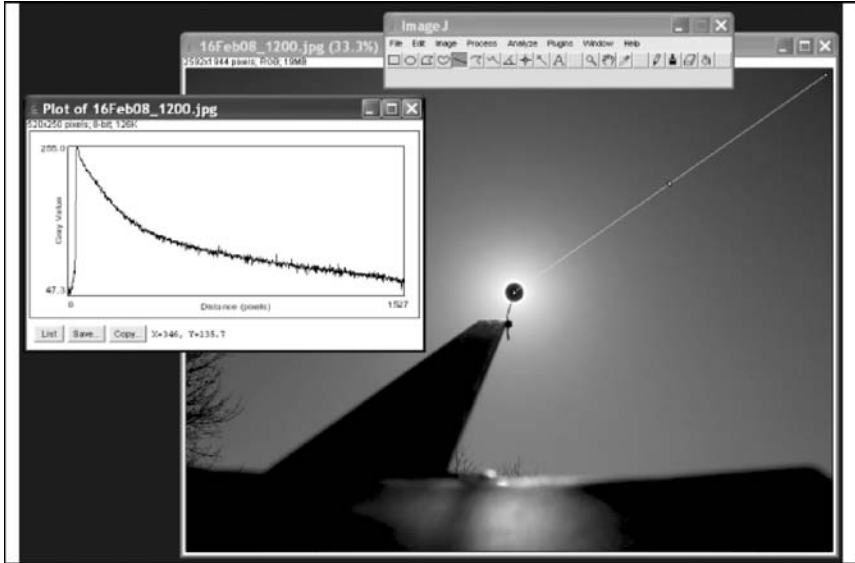 ImageJ
File Edit Image Process Analyze Plugins Window Help
A
16Feb08_1200.jpg (33.3%)
2592x1944 pixels; RGB; 19MB
Plot of 16Feb08_1200.jpg
520x250 pixels; 8-bit; 126K
255.0
Gray Value
47.3
0
Distance (pixels)
1527
List Save... Copy... X=346, Y=135.7